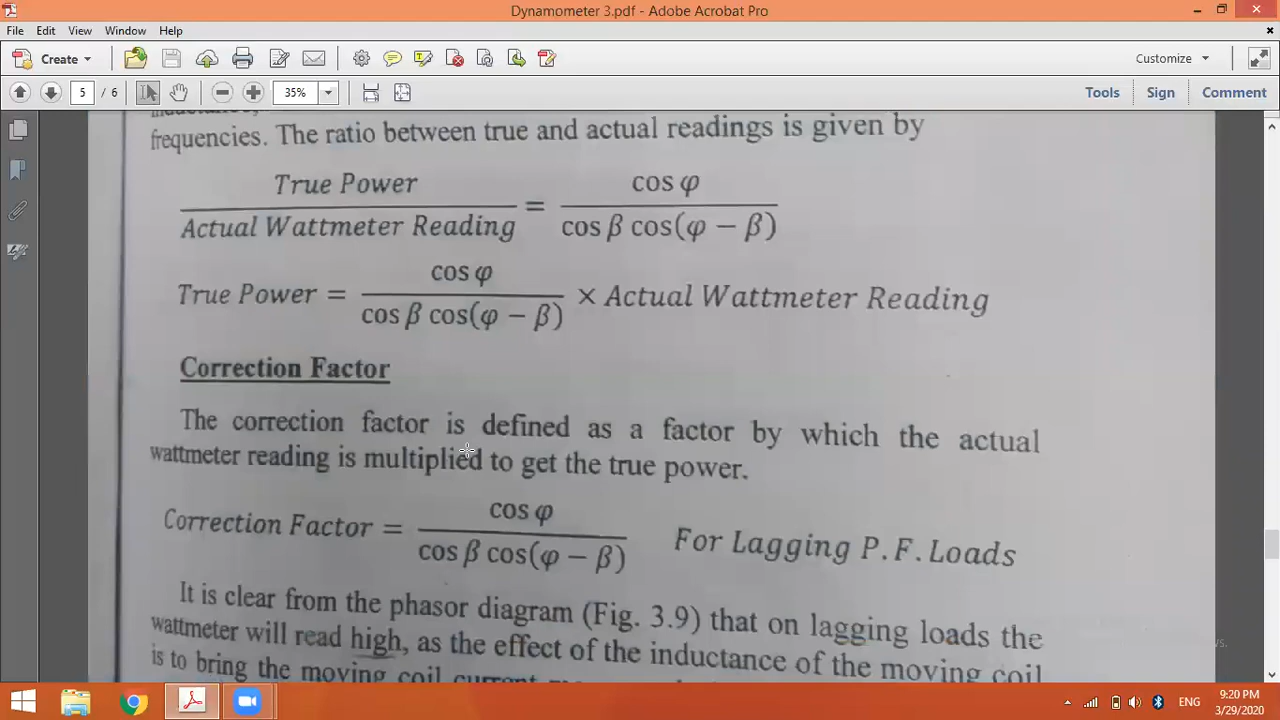 Dynamometer 3.pdf - Adobe Acrobat Pro
File Edit View Window Help
Create Customize
5 / 6 35% Tools Sign Comment
frequencies. The ratio between true and actual readings is given by
True Power / Actual Wattmeter Reading = cos φ / cos β cos(φ − β)
True Power = cos φ / cos β cos(φ − β) × Actual Wattmeter Reading
Correction Factor
The correction factor is defined as a factor by which the actual
wattmeter reading is multiplied to get the true power.
Correction Factor = cos φ / cos β cos(φ − β) For Lagging P.F. Loads
It is clear from the phasor diagram (Fig. 3.9) that on lagging loads the
wattmeter will read high, as the effect of the inductance of the moving coil
is to bring the moving coil current
ENG
9:20 PM
3/29/2020